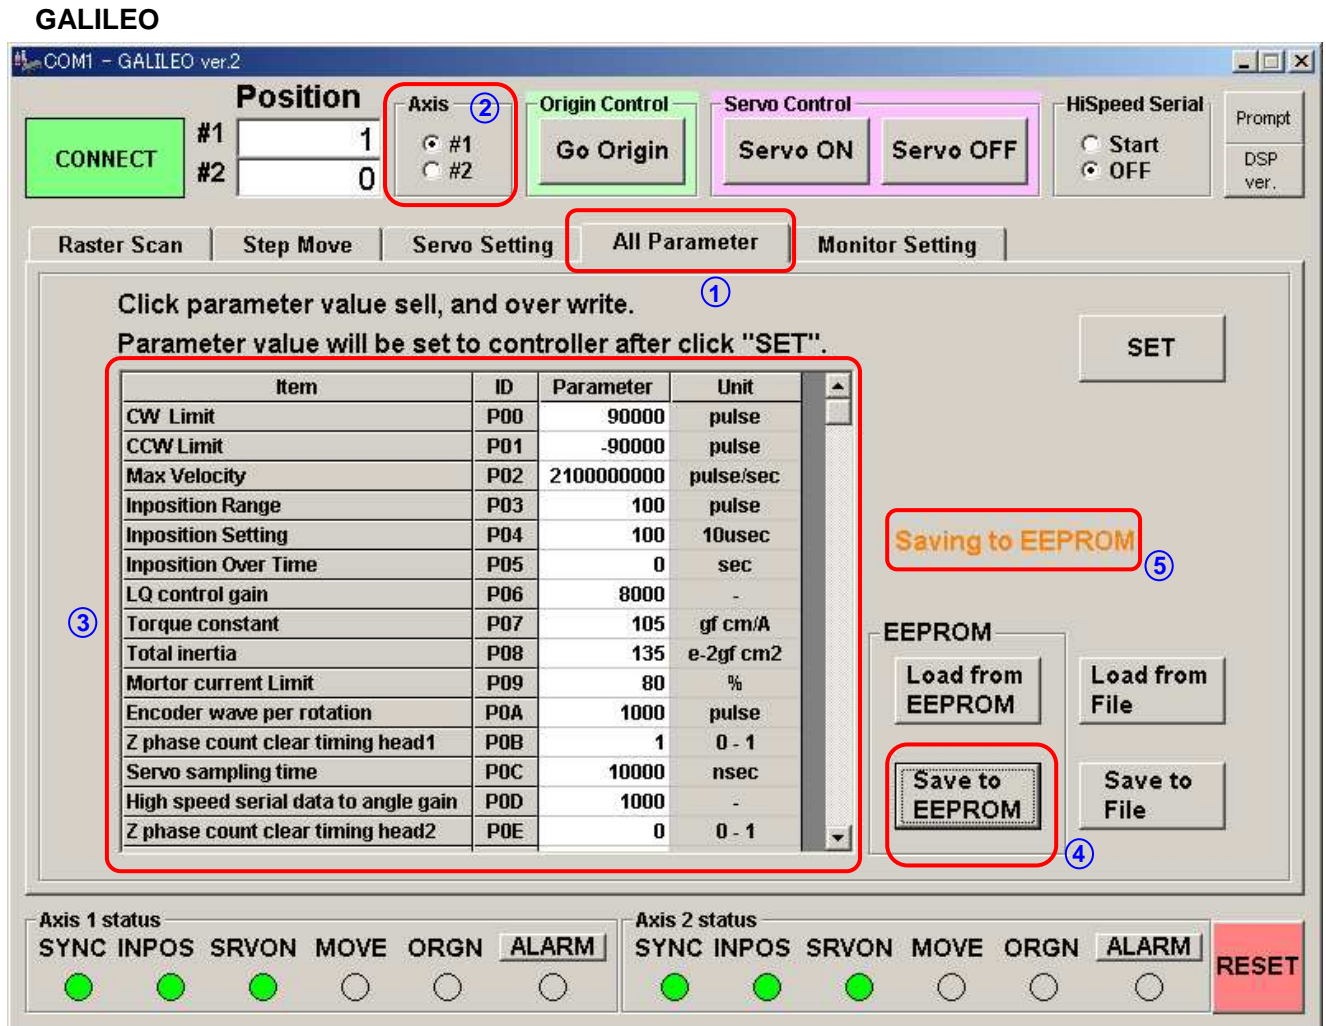 GALILEO
COM1 - GALILEO ver.2
Position
#1 1
#2 0
CONNECT
Axis ②
#1
#2
Origin Control
Go Origin
Servo Control
Servo ON Servo OFF
HiSpeed Serial
Start
OFF
Prompt
DSP
ver.
Raster Scan Step Move Servo Setting All Parameter Monitor Setting
①
Click parameter value sell, and over write.
Parameter value will be set to controller after click "SET".
SET
③
Item ID Parameter Unit
CW Limit P00 90000 pulse
CCW Limit P01 -90000 pulse
Max Velocity P02 2100000000 pulse/sec
Inposition Range P03 100 pulse
Inposition Setting P04 100 10usec
Inposition Over Time P05 0 sec
LQ control gain P06 8000 -
Torque constant P07 105 gf cm/A
Total inertia P08 135 e-2gf cm2
Mortor current Limit P09 80 %
Encoder wave per rotation P0A 1000 pulse
Z phase count clear timing head1 P0B 1 0 - 1
Servo sampling time P0C 10000 nsec
High speed serial data to angle gain P0D 1000 -
Z phase count clear timing head2 P0E 0 0 - 1
Saving to EEPROM
⑤
EEPROM
Load from
EEPROM
Load from
File
Save to
EEPROM
④
Save to
File
Axis 1 status
SYNC INPOS SRVON MOVE ORGN ALARM
Axis 2 status
SYNC INPOS SRVON MOVE ORGN ALARM
RESET